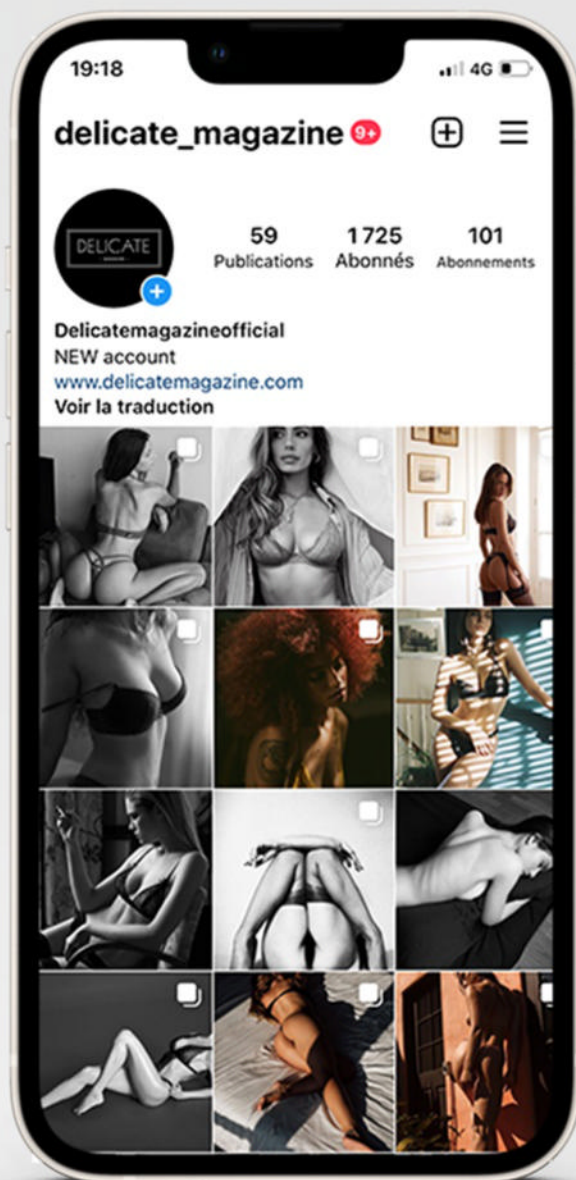 19:18
4G
delicate_magazine 9+
DELICATE
59 1 725 101
Publications Abonnés Abonnements
Delicatemagazineofficial
NEW account
www.delicatemagazine.com
Voir la traduction